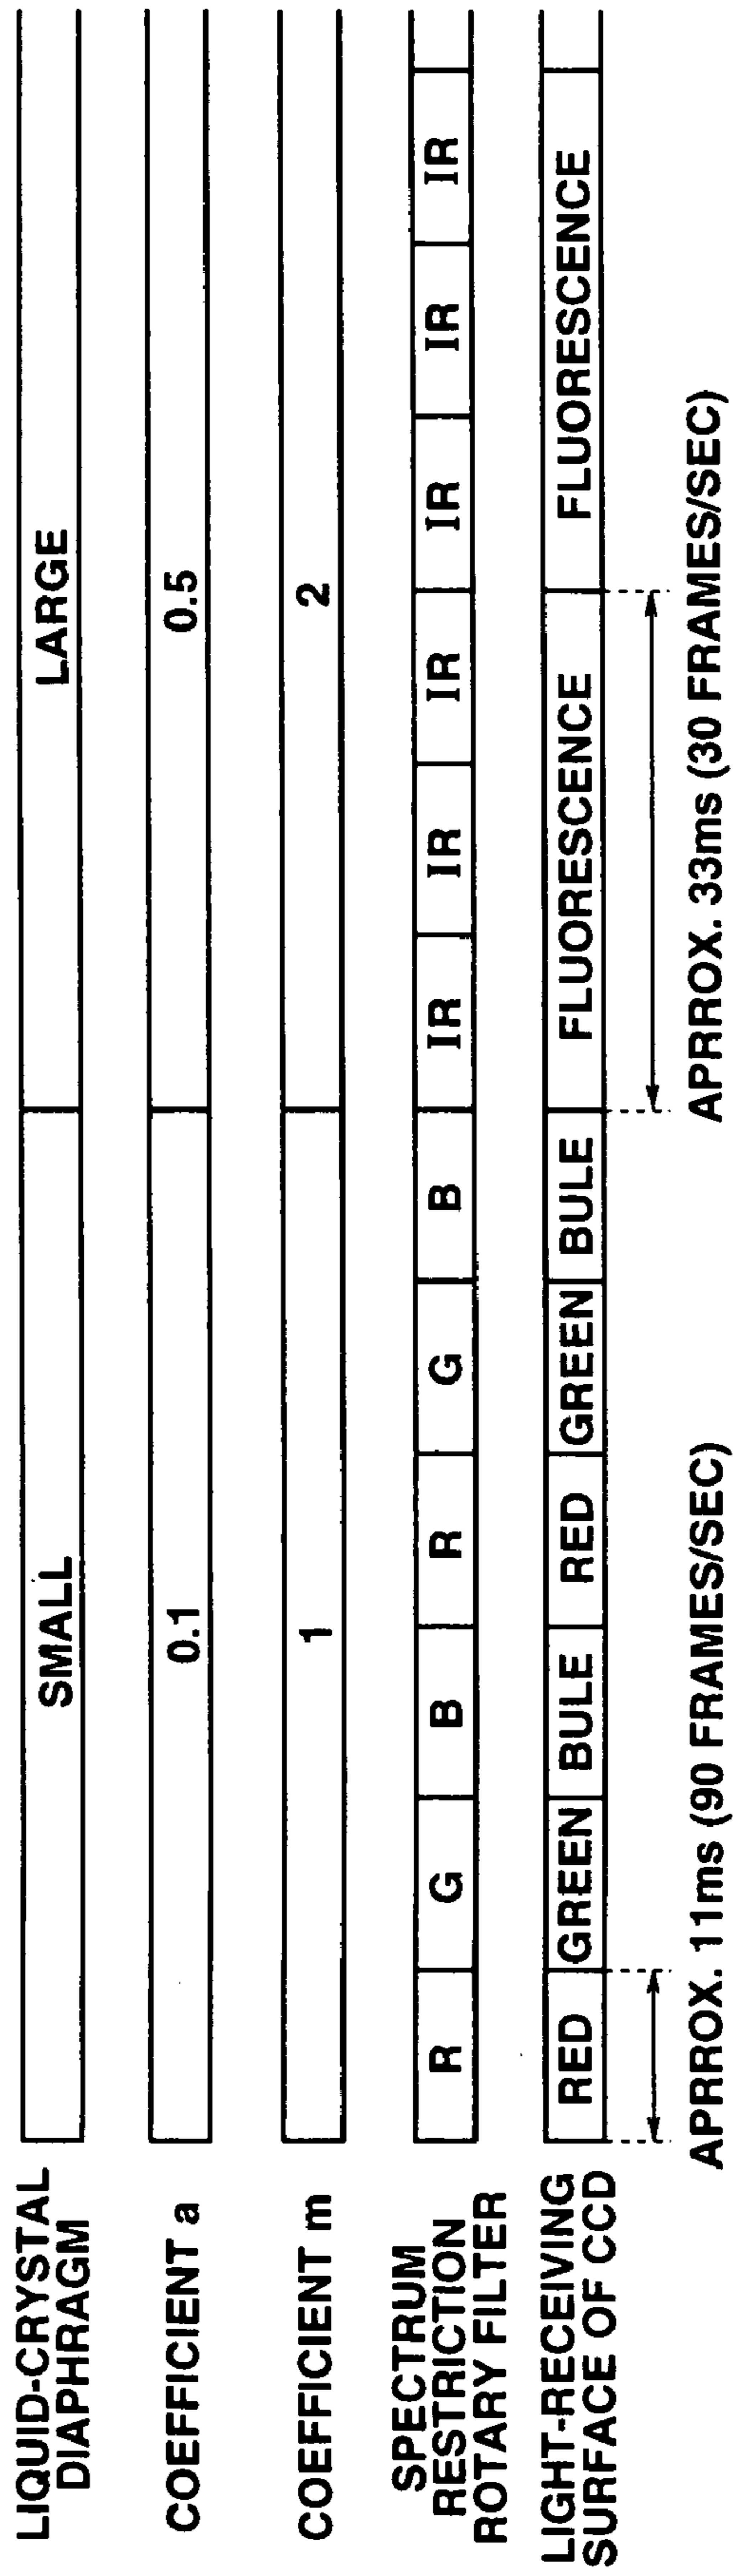 LIQUID-CRYSTAL
DIAPHRAGM
SMALL
LARGE
COEFFICIENT a
0.1
0.5
COEFFICIENT m
1
2
SPECTRUM
RESTRICTION
ROTARY FILTER
R G B R G B IR IR IR IR IR IR
LIGHT-RECEIVING
SURFACE OF CCD
RED GREEN BULE RED GREEN BULE FLUORESCENCE FLUORESCENCE
APRROX. 11ms (90 FRAMES/SEC)
APRROX. 33ms (30 FRAMES/SEC)